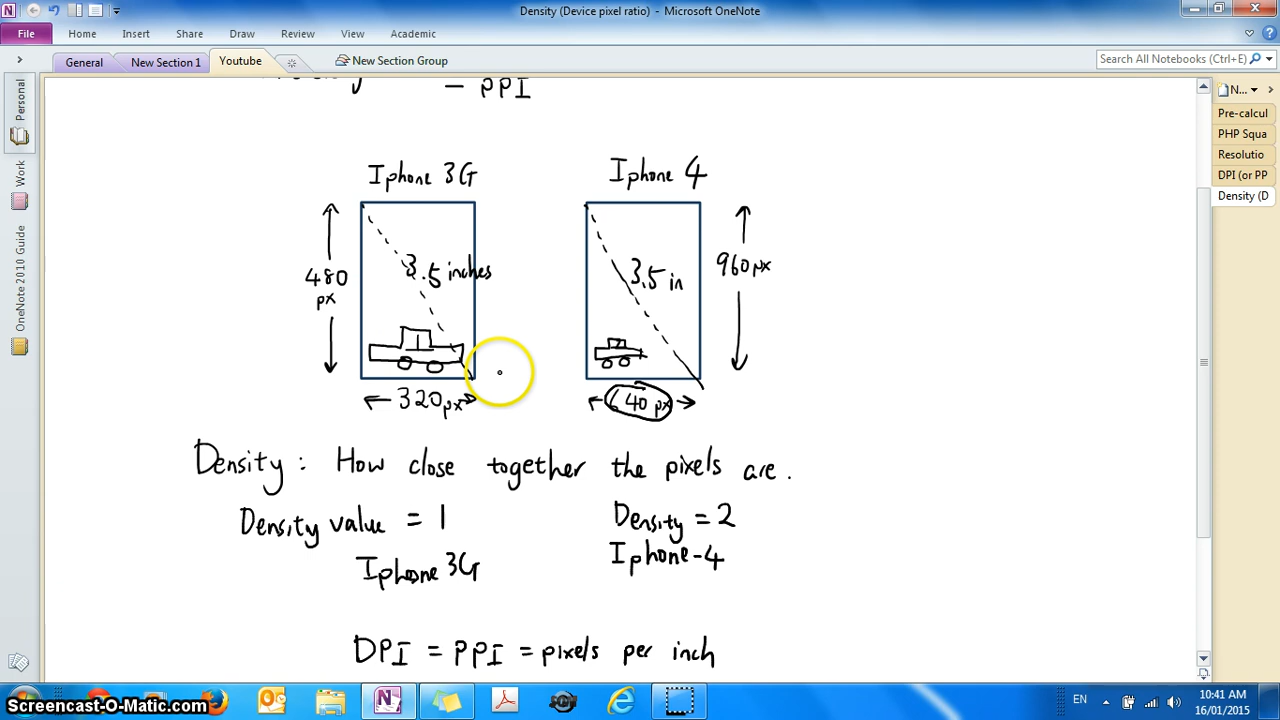 Density (Device pixel ratio) - Microsoft OneNote
File Home Insert Share Draw Review View Academic
General New Section 1 Youtube New Section Group
Search All Notebooks (Ctrl+E)
N...
Personal
Work
OneNote 2010 Guide
Pre-calcul
PHP Squa
Resolutio
DPI (or PP
Density (D
- PPI
Iphone 3G
Iphone 4
480 px
3.5 inches
3.5 in
960px
320px
640 px
Density : How close together the pixels are .
Density value = 1
Density = 2
Iphone 3G
Iphone-4
DPI = PPI = pixels per inch
Screencast-O-Matic.com
EN
10:41 AM
16/01/2015